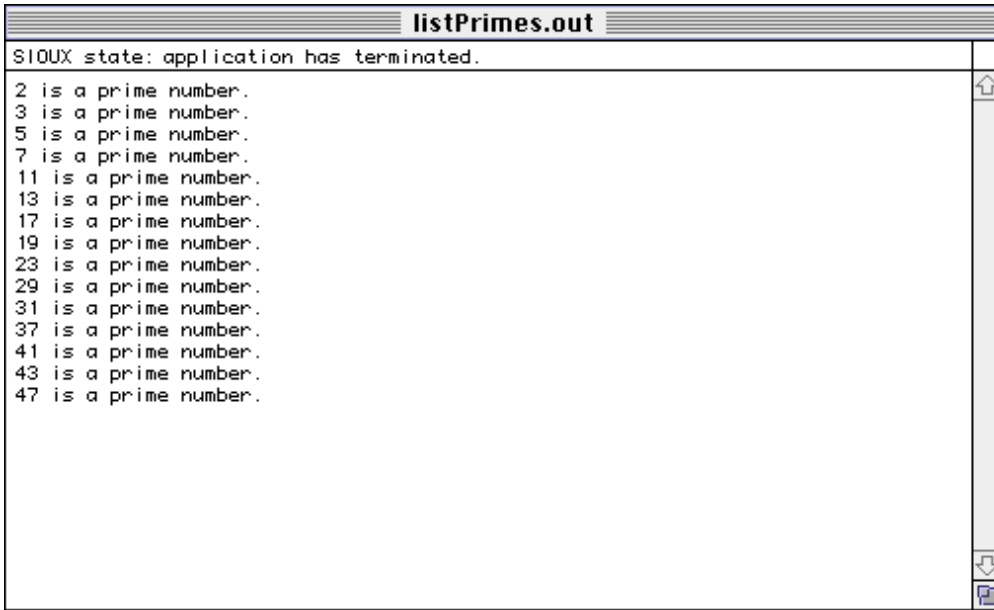 listPrimes.out
SIOUX state: application has terminated.
2 is a prime number.
3 is a prime number.
5 is a prime number.
7 is a prime number.
11 is a prime number.
13 is a prime number.
17 is a prime number.
19 is a prime number.
23 is a prime number.
29 is a prime number.
31 is a prime number.
37 is a prime number.
41 is a prime number.
43 is a prime number.
47 is a prime number.